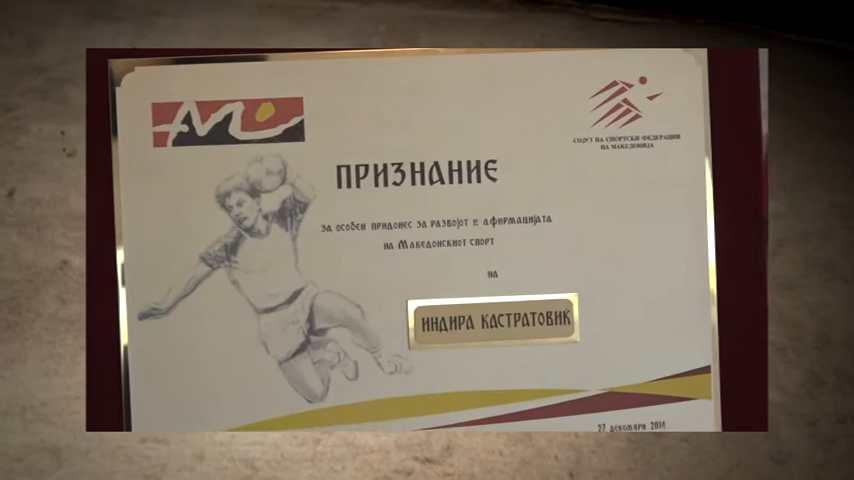 СОЈУЗ НА СПОРТСКИ ФЕДЕРАЦИИ
НА МАКЕДОНИЈА
ПРИЗНАНИЕ
за особен придонес за развојот и афирмацијата
на Македонскиот спорт
на
ИНДИРА КАСТРАТОВИЌ
27 декември 2014